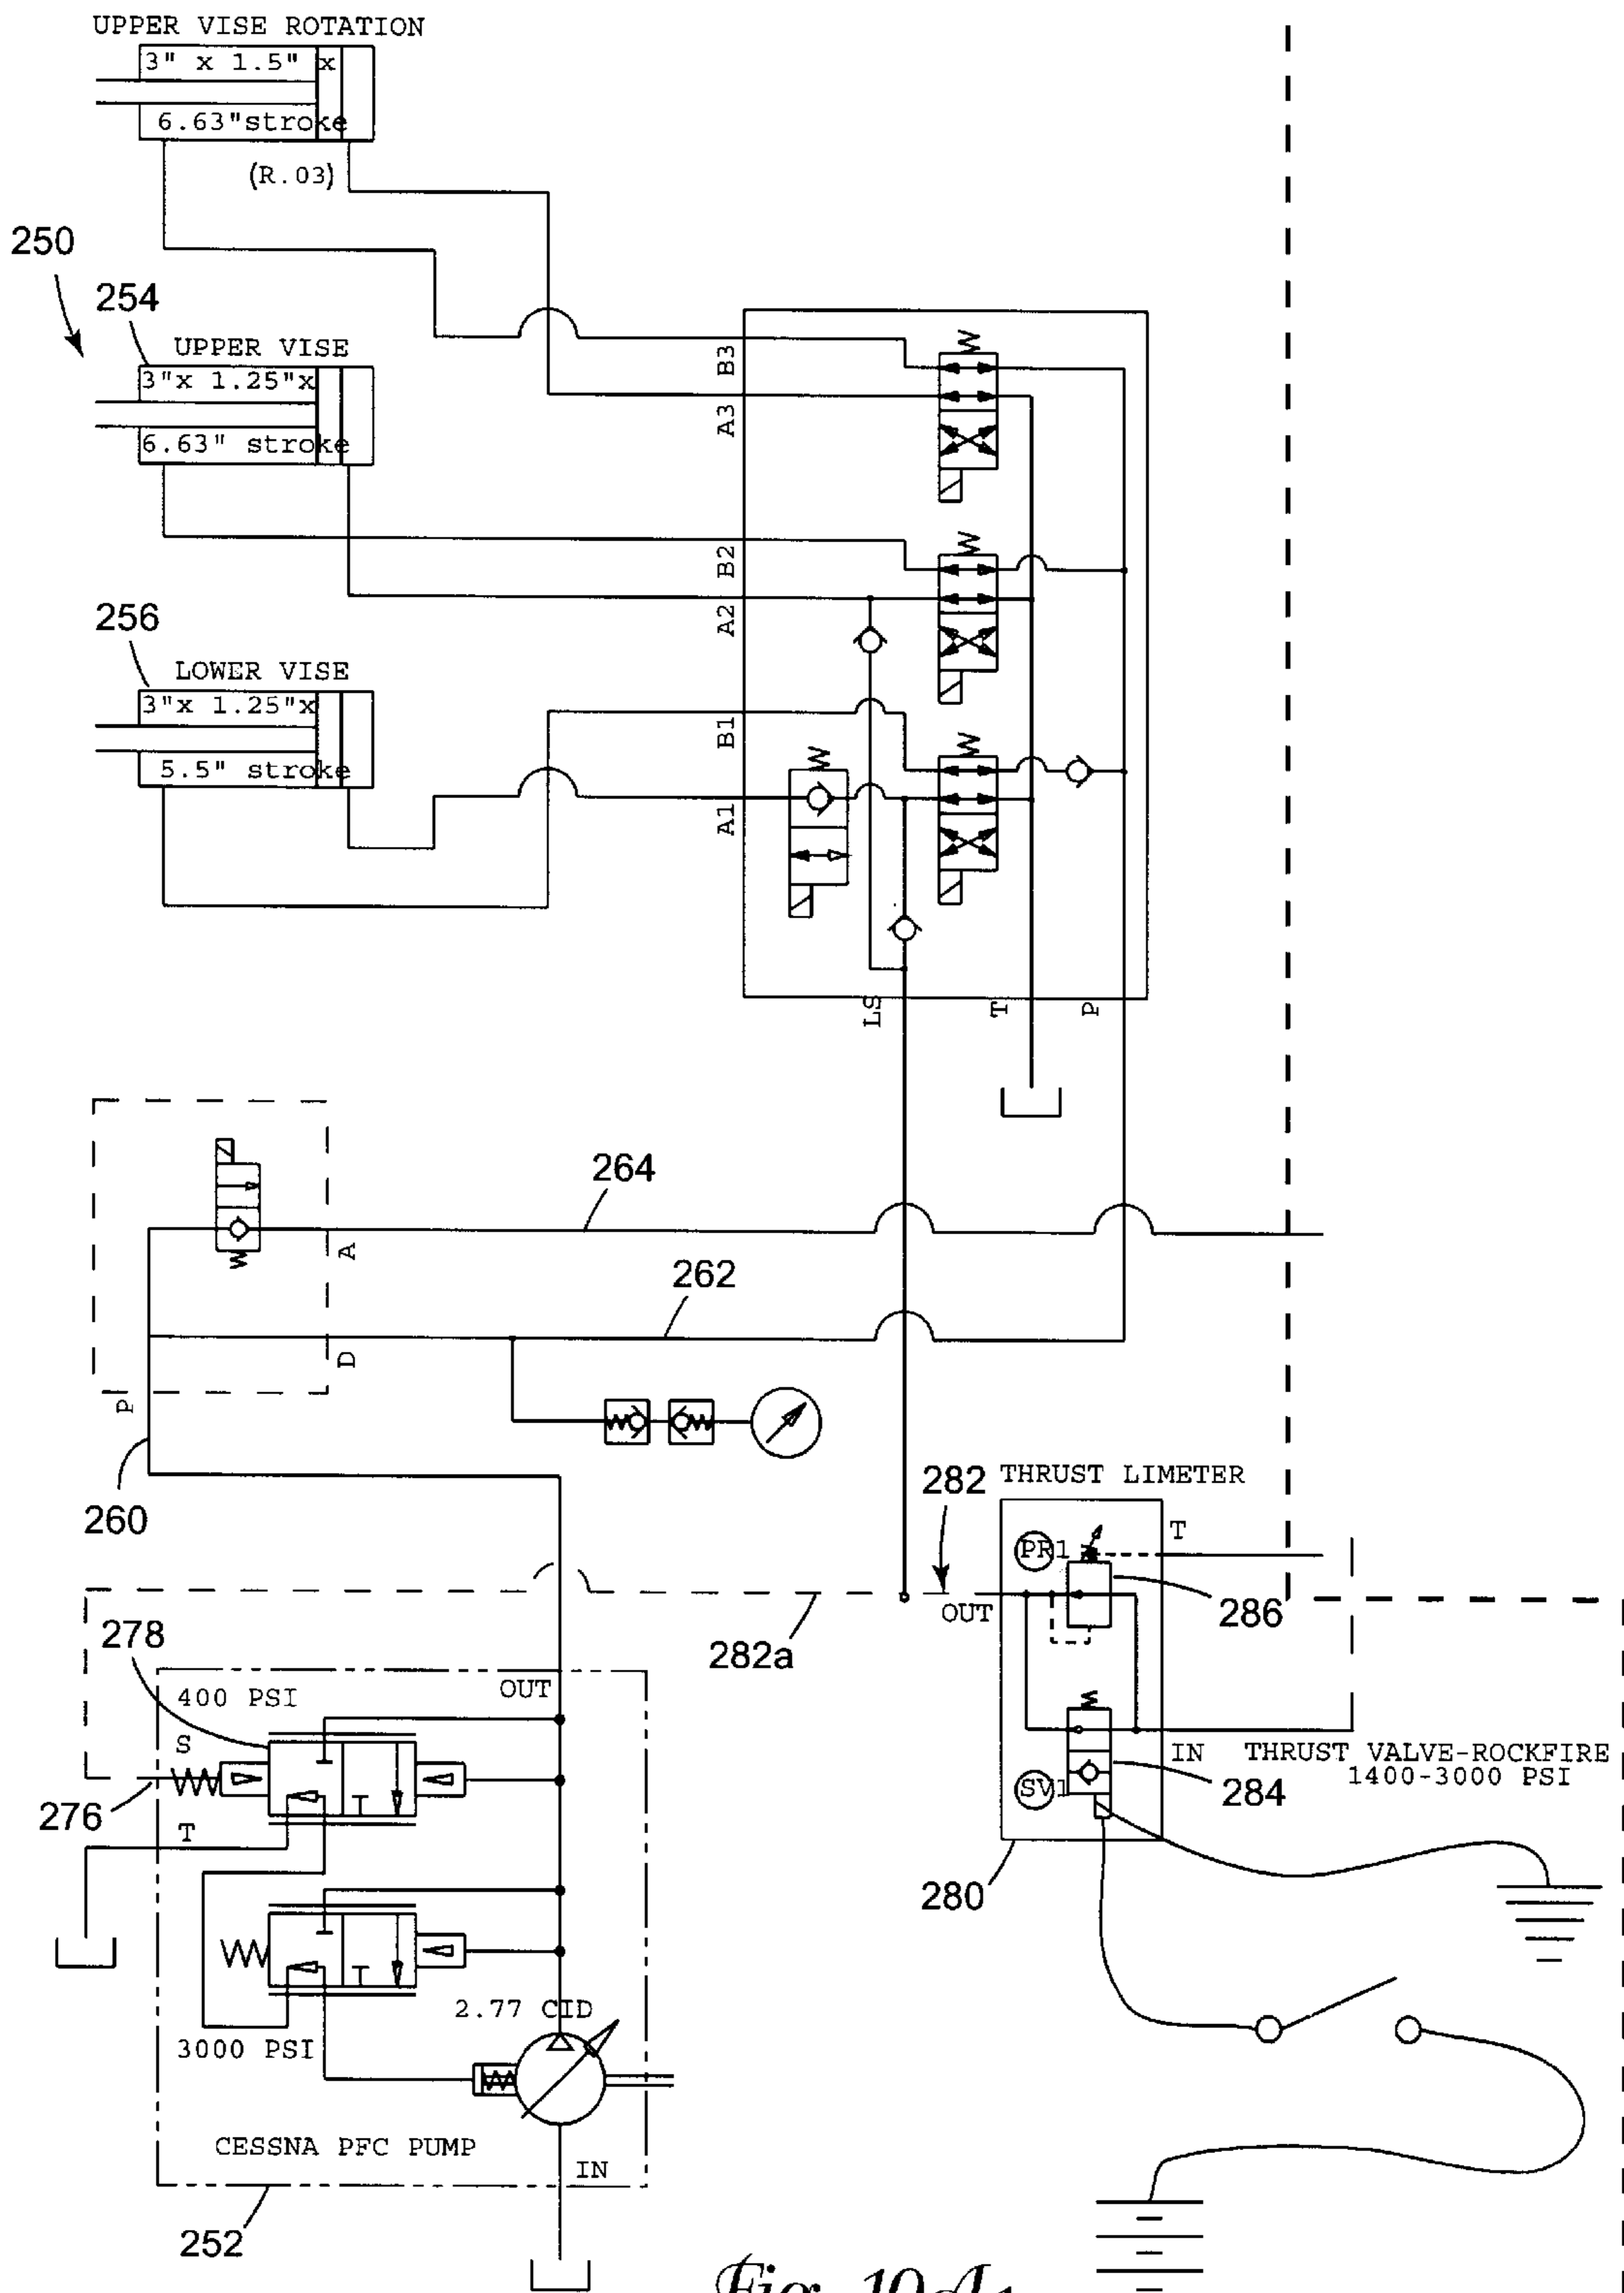 UPPER VISE ROTATION
3" x 1.5" x
6.63"stroke
(R.03)
250
254
UPPER VISE
3"x 1.25"x
6.63" stroke
B3
A3
B2
A2
256
LOWER VISE
3"x 1.25"x
5.5" stroke
B1
A1
LS
T
P
264
A
262
D
P
260
282
THRUST LIMETER
T
PR1
OUT
286
282a
278
400 PSI
OUT
S
276
T
T
IN
THRUST VALVE-ROCKFIRE
1400-3000 PSI
SV1
284
280
T
2.77 CID
3000 PSI
CESSNA PFC PUMP
IN
252
Fig. 10A1